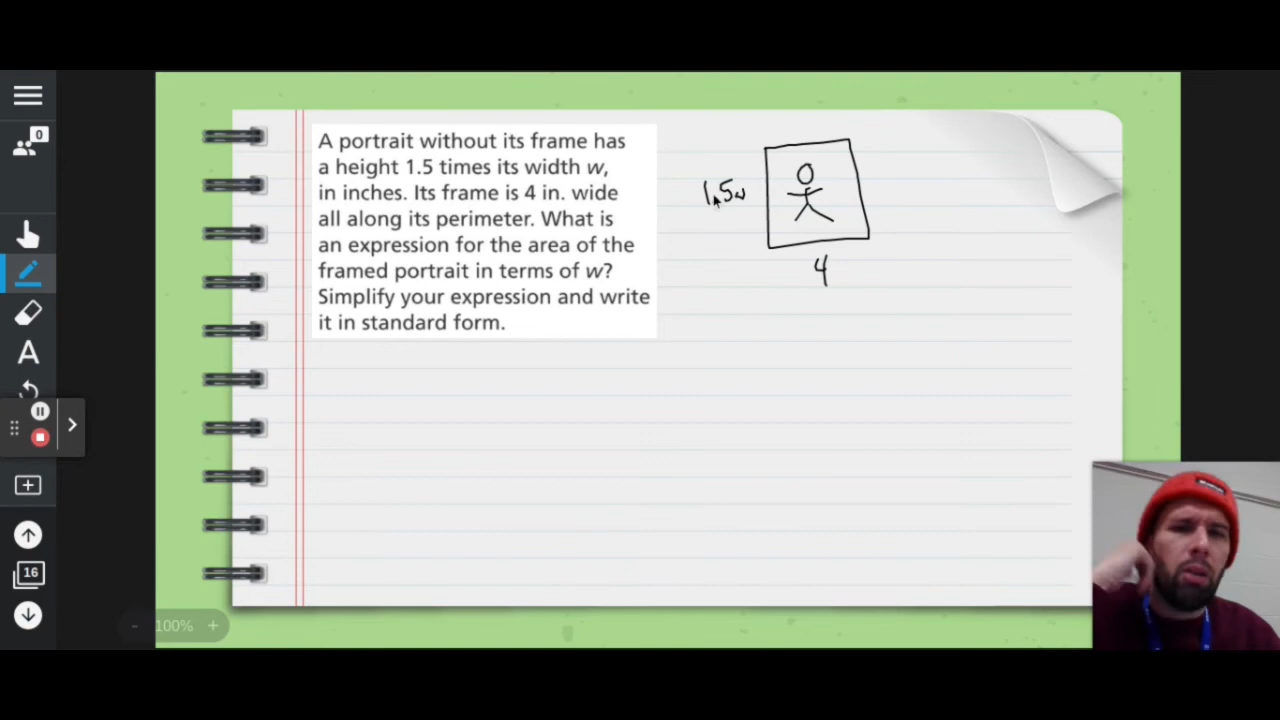 0
A portrait without its frame has
a height 1.5 times its width w,
in inches. Its frame is 4 in. wide
all along its perimeter. What is
an expression for the area of the
framed portrait in terms of w?
Simplify your expression and write
it in standard form.
1.5w
4
A
16
- 100% +